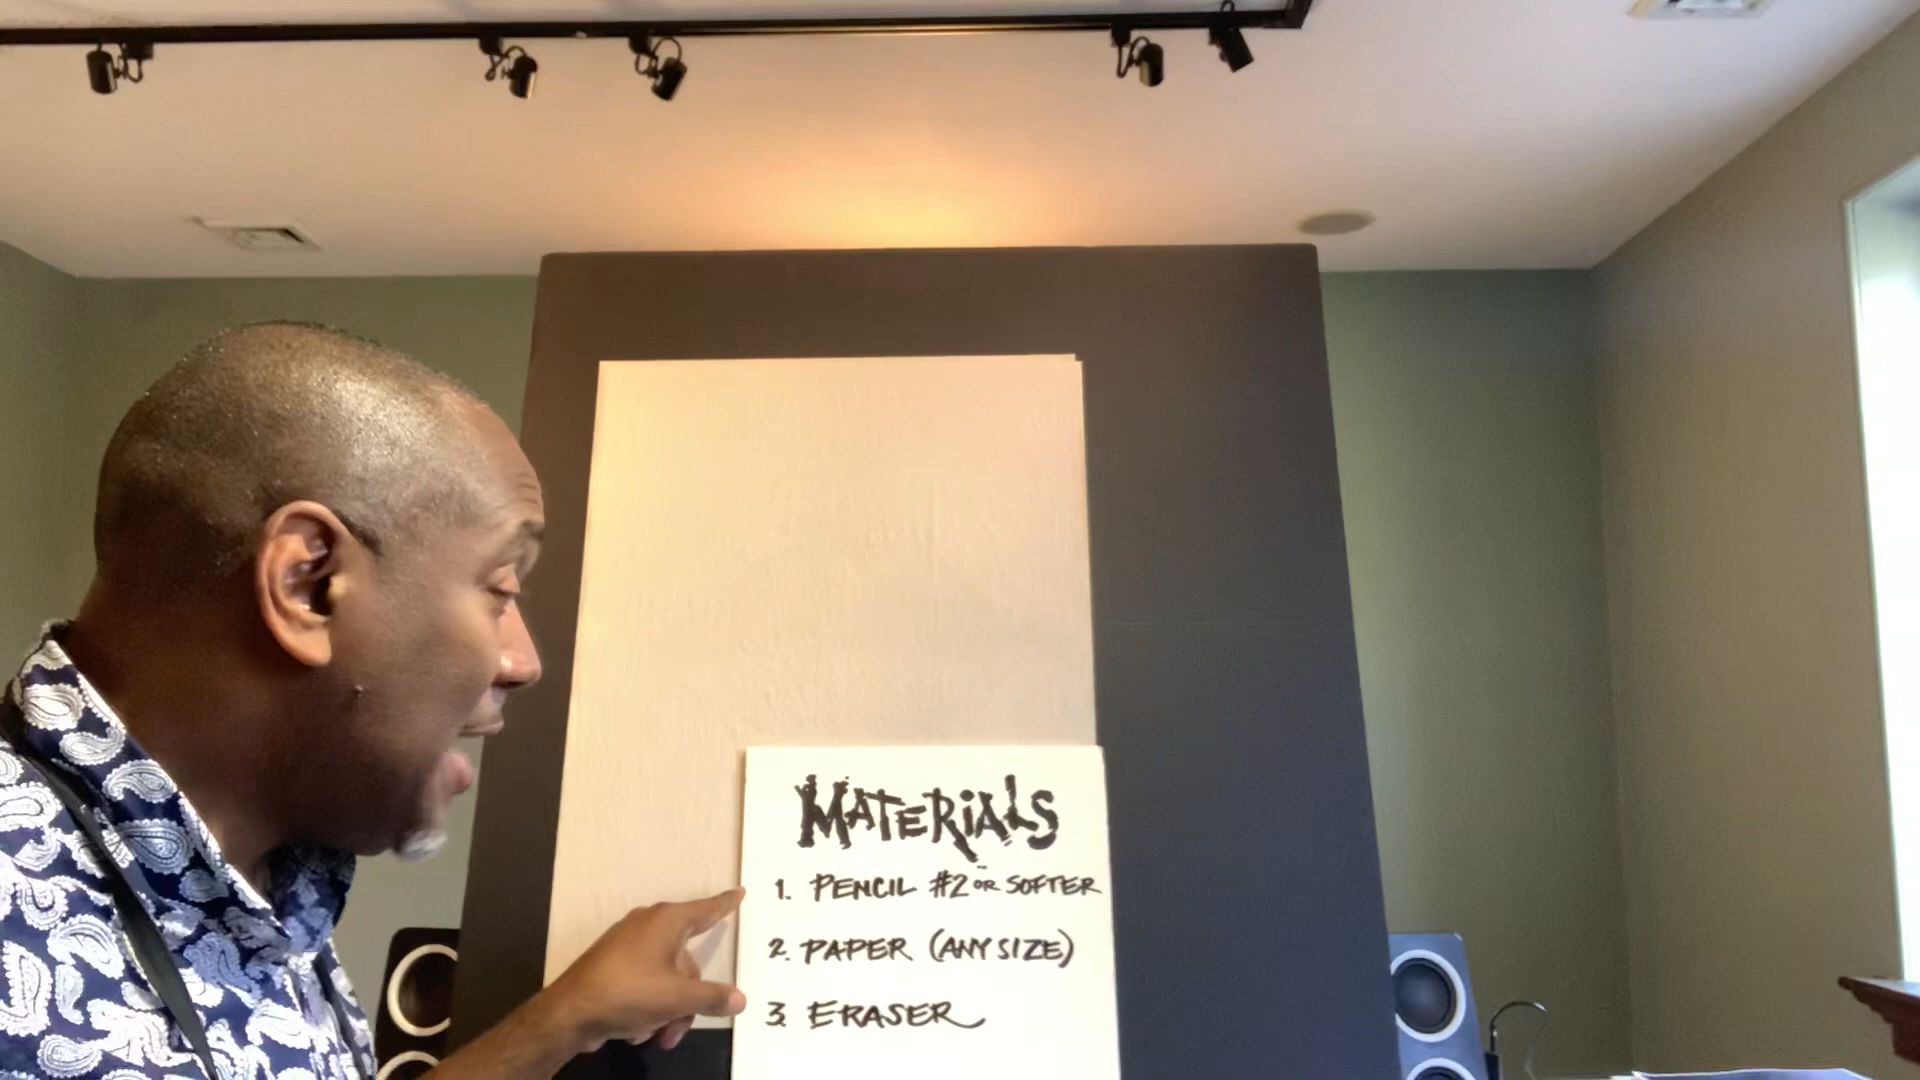 MATERiALS
1. PENCIL #2 OR SOFTER
2. PAPER (ANY SIZE)
3. ERASER